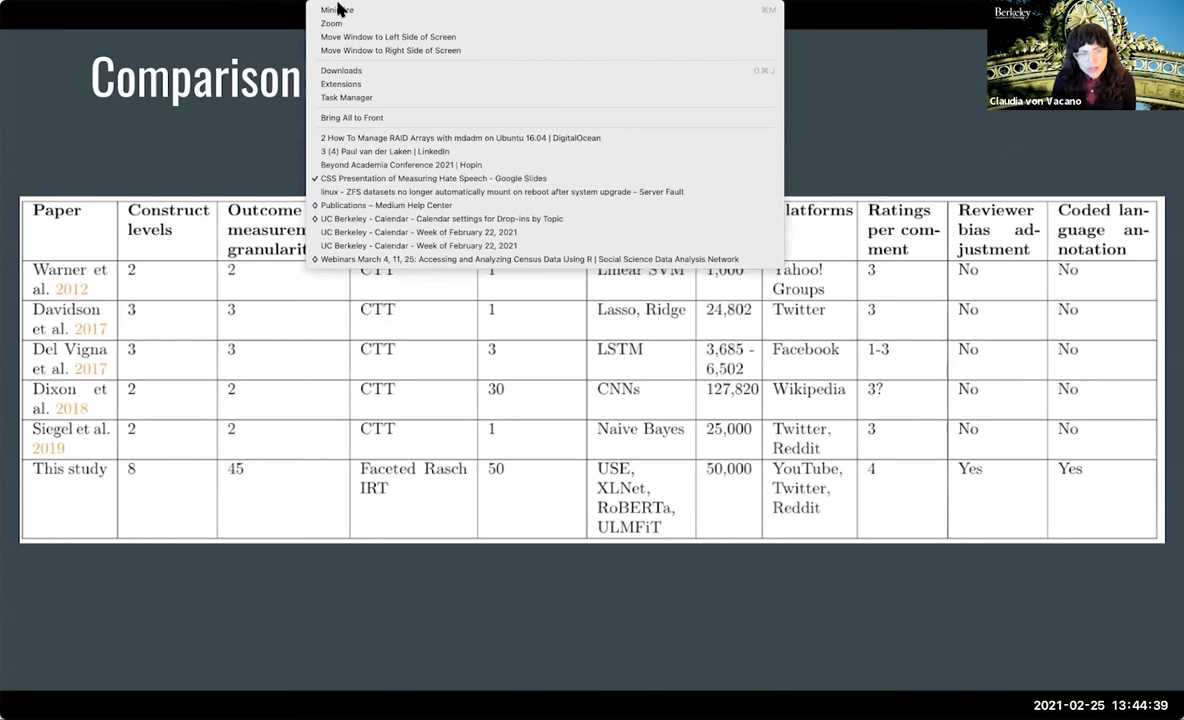 Minimize ⌘M
Zoom
Move Window to Left Side of Screen
Move Window to Right Side of Screen
Downloads ⇧⌘J
Extensions
Task Manager
Bring All to Front
2 How To Manage RAID Arrays with mdadm on Ubuntu 16.04 | DigitalOcean
3 (4) Paul van der Laken | LinkedIn
Beyond Academia Conference 2021 | Hopin
✓ CSS Presentation of Measuring Hate Speech - Google Slides
linux - ZFS datasets no longer automatically mount on reboot after system upgrade - Server Fault
◊ Publications – Medium Help Center
◊ UC Berkeley - Calendar - Calendar settings for Drop-ins by Topic
UC Berkeley - Calendar - Week of February 22, 2021
UC Berkeley - Calendar - Week of February 22, 2021
◊ Webinars March 4, 11, 25: Accessing and Analyzing Census Data Using R | Social Science Data Analysis Network
Berkeley
Claudia von Vacano
Comparison
Paper Construct Outcome latforms Ratings Reviewer Coded lan-
levels measuren per com- bias ad- guage an-
granularit ment justment notation
Warner et 2 2 CTT 1 Linear SVM 1,000 Yahoo! 3 No No
al. 2012 Groups
Davidson 3 3 CTT 1 Lasso, Ridge 24,802 Twitter 3 No No
et al. 2017
Del Vigna 3 3 CTT 3 LSTM 3,685 - Facebook 1-3 No No
et al. 2017 6,502
Dixon et 2 2 CTT 30 CNNs 127,820 Wikipedia 3? No No
al. 2018
Siegel et al. 2 2 CTT 1 Naive Bayes 25,000 Twitter, 3 No No
2019 Reddit
This study 8 45 Faceted Rasch 50 USE, 50,000 YouTube, 4 Yes Yes
IRT XLNet, Twitter,
RoBERTa, Reddit
ULMFiT
2021-02-25 13:44:39